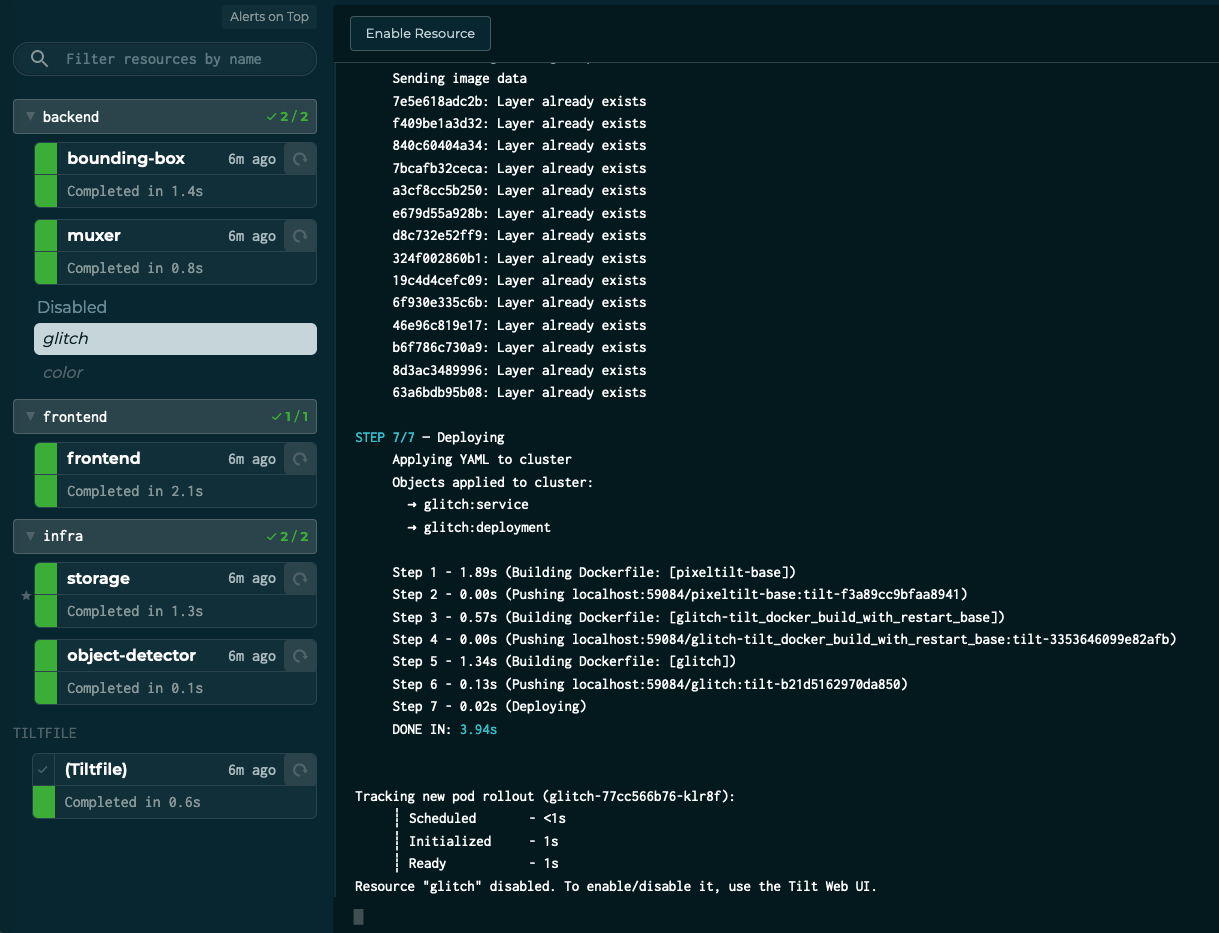 Alerts on Top
Filter resources by name
backend
2/2
bounding-box 6m ago
Completed in 1.4s
muxer 6m ago
Completed in 0.8s
Disabled
glitch
color
frontend
1/1
frontend 6m ago
Completed in 2.1s
infra
2/2
storage 6m ago
Completed in 1.3s
object-detector 6m ago
Completed in 0.1s
TILTFILE
(Tiltfile) 6m ago
Completed in 0.6s
Enable Resource
Sending image data
7e5e618adc2b: Layer already exists
f409be1a3d32: Layer already exists
840c60404a34: Layer already exists
7bcafb32ceca: Layer already exists
a3cf8cc5b250: Layer already exists
e679d55a928b: Layer already exists
d8c732e52ff9: Layer already exists
324f002860b1: Layer already exists
19c4d4cefc09: Layer already exists
6f930e335c6b: Layer already exists
46e96c819e17: Layer already exists
b6f786c730a9: Layer already exists
8d3ac3489996: Layer already exists
63a6bdb95b08: Layer already exists
STEP 7/7 — Deploying
Applying YAML to cluster
Objects applied to cluster:
→ glitch:service
→ glitch:deployment
Step 1 - 1.89s (Building Dockerfile: [pixeltilt-base])
Step 2 - 0.00s (Pushing localhost:59084/pixeltilt-base:tilt-f3a89cc9bfaa8941)
Step 3 - 0.57s (Building Dockerfile: [glitch-tilt_docker_build_with_restart_base])
Step 4 - 0.00s (Pushing localhost:59084/glitch-tilt_docker_build_with_restart_base:tilt-3353646099e82afb)
Step 5 - 1.34s (Building Dockerfile: [glitch])
Step 6 - 0.13s (Pushing localhost:59084/glitch:tilt-b21d5162970da850)
Step 7 - 0.02s (Deploying)
DONE IN: 3.94s
Tracking new pod rollout (glitch-77cc566b76-klr8f):
┊ Scheduled - <1s
┊ Initialized - 1s
┊ Ready - 1s
Resource "glitch" disabled. To enable/disable it, use the Tilt Web UI.